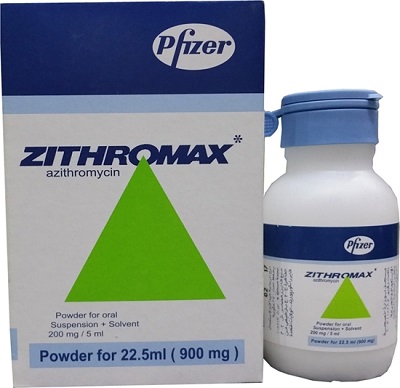 Pfizer
ZITHROMAX*
azithromycin
Powder for oral
Suspension + Solvent
200 mg / 5 ml
Powder for 22.5ml ( 900 mg )
Pfizer
ZITHROMAX*
azithromycin
Powder for oral
Suspension + Solvent
200 mg / 5 ml
Powder for 22.5 ml (900 mg)